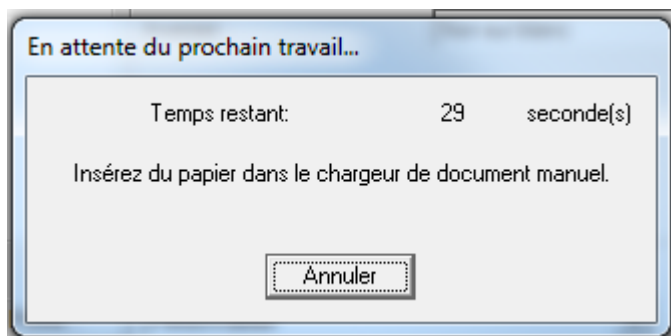 En attente du prochain travail...
Temps restant: 29 seconde(s)
Insérez du papier dans le chargeur de document manuel.
Annuler